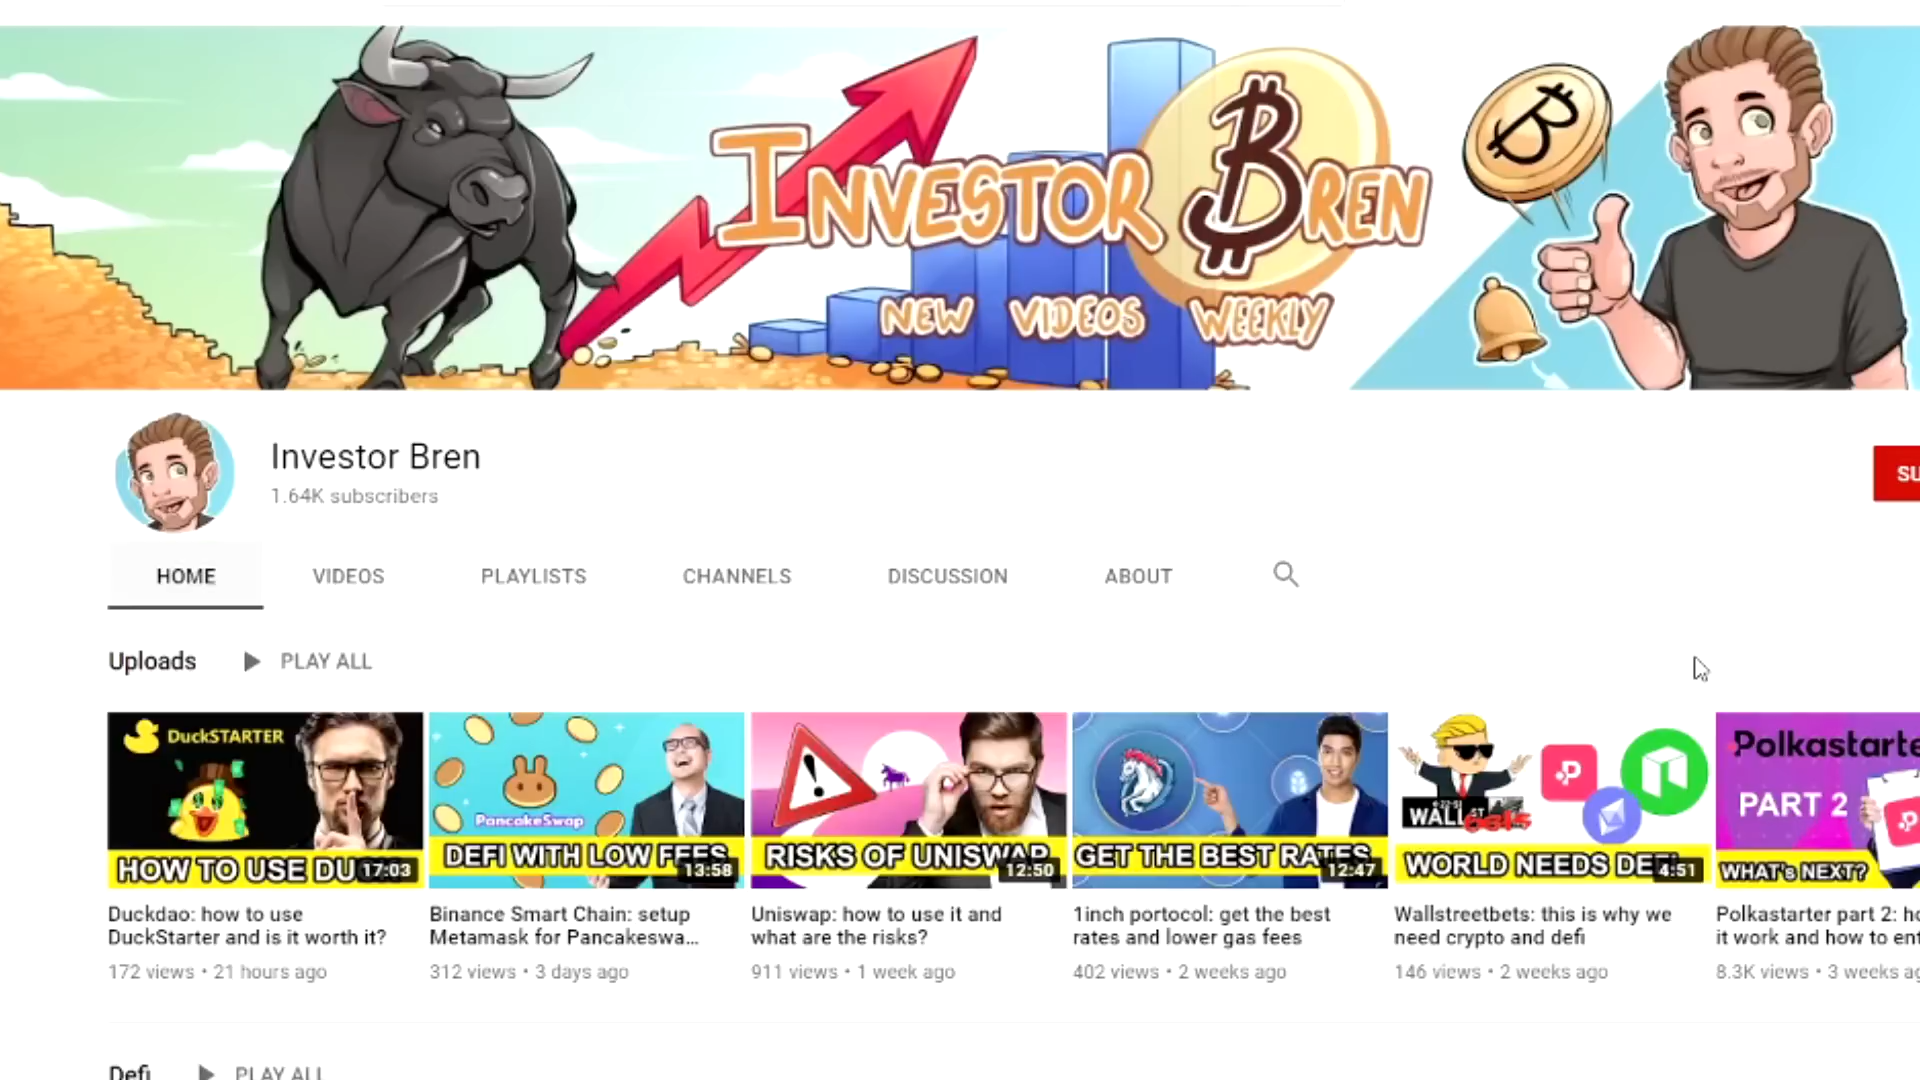 INVESTOR BREN
NEW VIDEOS WEEKLY
Investor Bren
1.64K subscribers
SU
HOME VIDEOS PLAYLISTS CHANNELS DISCUSSION ABOUT
Uploads PLAY ALL
DuckSTARTER
HOW TO USE DU
17:03
PancakeSwap
DEFI WITH LOW FEES
13:58
RISKS OF UNISWAP
12:50
GET THE BEST RATES
12:47
WALL ST
WORLD NEEDS DEFI
4:51
Polkastarte
PART 2
WHAT's NEXT?
Duckdao: how to use
DuckStarter and is it worth it?
172 views • 21 hours ago
Binance Smart Chain: setup
Metamask for Pancakeswa...
312 views • 3 days ago
Uniswap: how to use it and
what are the risks?
911 views • 1 week ago
1inch portocol: get the best
rates and lower gas fees
402 views • 2 weeks ago
Wallstreetbets: this is why we
need crypto and defi
146 views • 2 weeks ago
Polkastarter part 2: ho
it work and how to ent
8.3K views • 3 weeks ag
Defi PLAY ALL